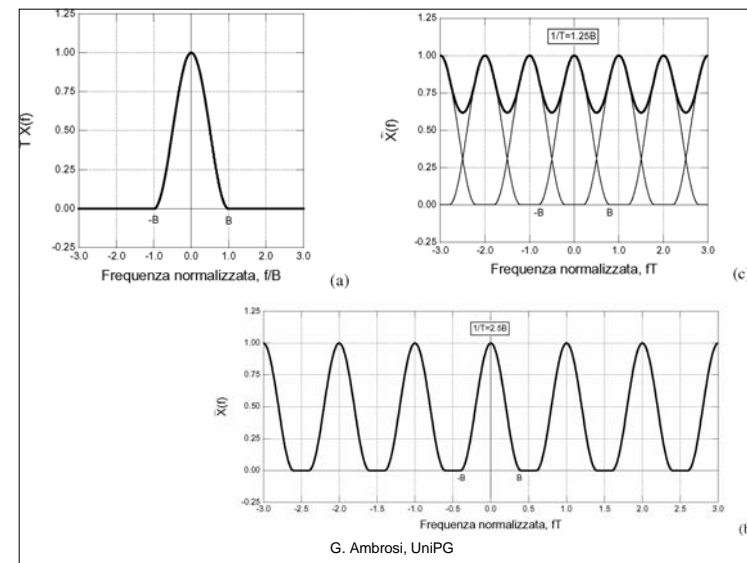 1.25
1.00
0.75
0.50
0.25
0.00
-0.25
T X(f)
-B
B
-3.0 -2.0 -1.0 0.0 1.0 2.0 3.0
Frequenza normalizzata, f/B
(a)
1.25
1.00
0.75
0.50
0.25
0.00
-0.25
X̃(f)
1/T=1.25B
-B
B
-3.0 -2.0 -1.0 0.0 1.0 2.0 3.0
Frequenza normalizzata, fT
(c)
1.25
1.00
0.75
0.50
0.25
0.00
-0.25
X̃(f)
1/T=2.5B
-B
B
-3.0 -2.5 -2.0 -1.5 -1.0 -0.5 0.0 0.5 1.0 1.5 2.0 2.5 3.0
Frequenza normalizzata, fT
(b
G. Ambrosi, UniPG